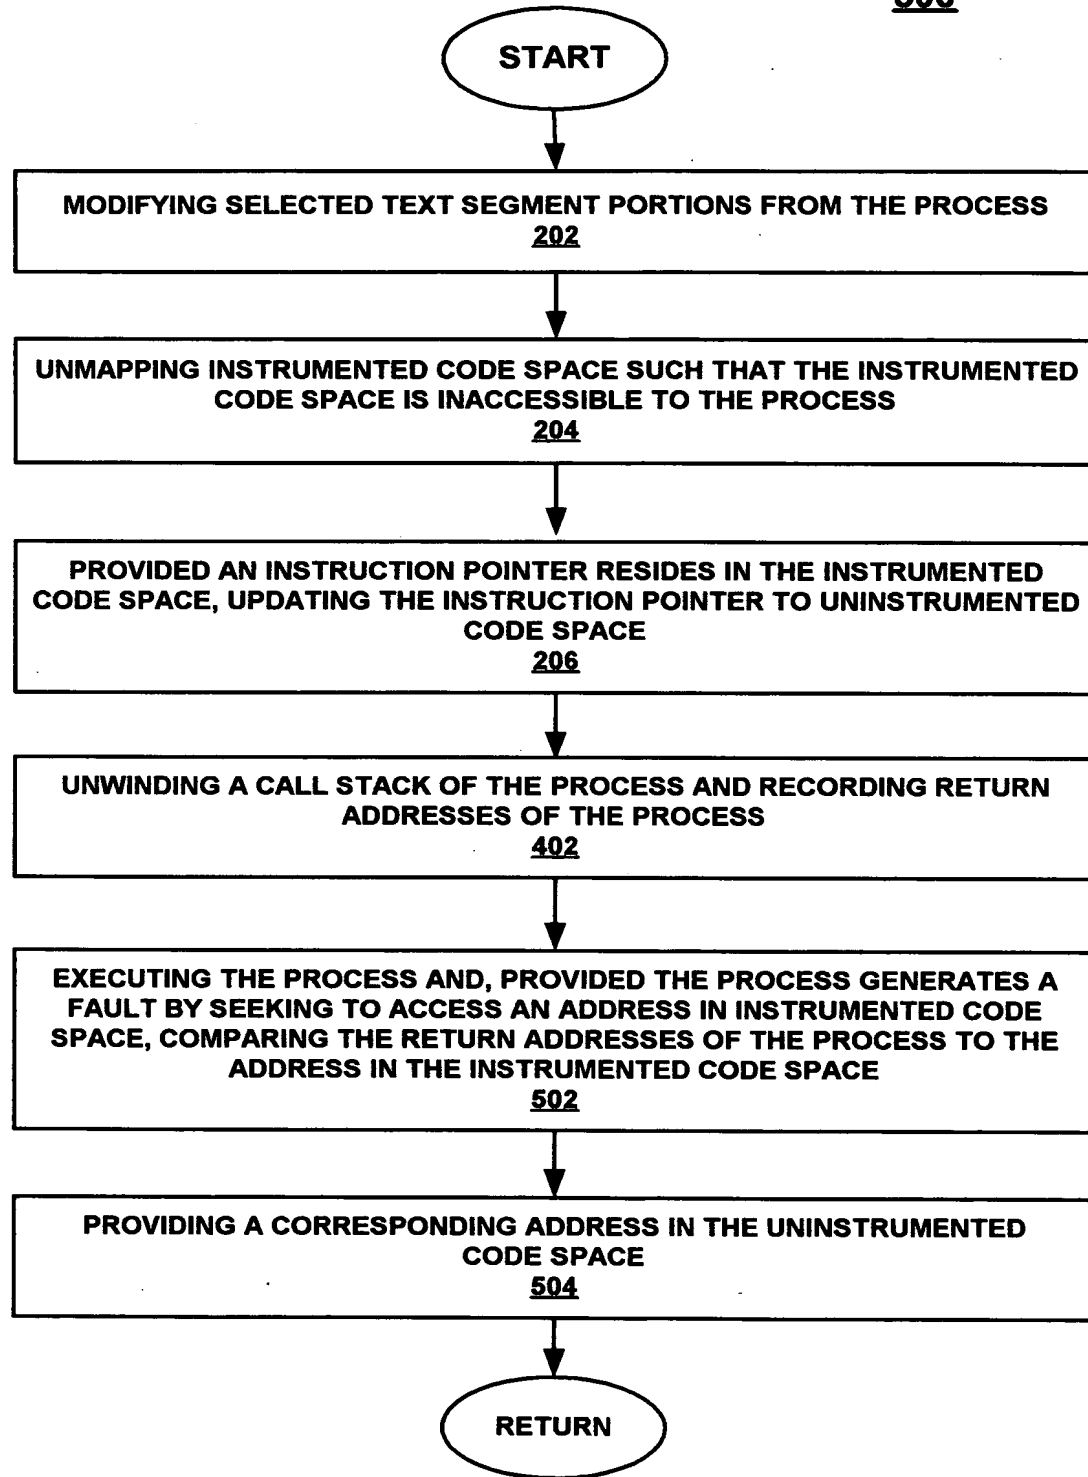 START
MODIFYING SELECTED TEXT SEGMENT PORTIONS FROM THE PROCESS
202
UNMAPPING INSTRUMENTED CODE SPACE SUCH THAT THE INSTRUMENTED
CODE SPACE IS INACCESSIBLE TO THE PROCESS
204
PROVIDED AN INSTRUCTION POINTER RESIDES IN THE INSTRUMENTED
CODE SPACE, UPDATING THE INSTRUCTION POINTER TO UNINSTRUMENTED
CODE SPACE
206
UNWINDING A CALL STACK OF THE PROCESS AND RECORDING RETURN
ADDRESSES OF THE PROCESS
402
EXECUTING THE PROCESS AND, PROVIDED THE PROCESS GENERATES A
FAULT BY SEEKING TO ACCESS AN ADDRESS IN INSTRUMENTED CODE
SPACE, COMPARING THE RETURN ADDRESSES OF THE PROCESS TO THE
ADDRESS IN THE INSTRUMENTED CODE SPACE
502
PROVIDING A CORRESPONDING ADDRESS IN THE UNINSTRUMENTED
CODE SPACE
504
RETURN